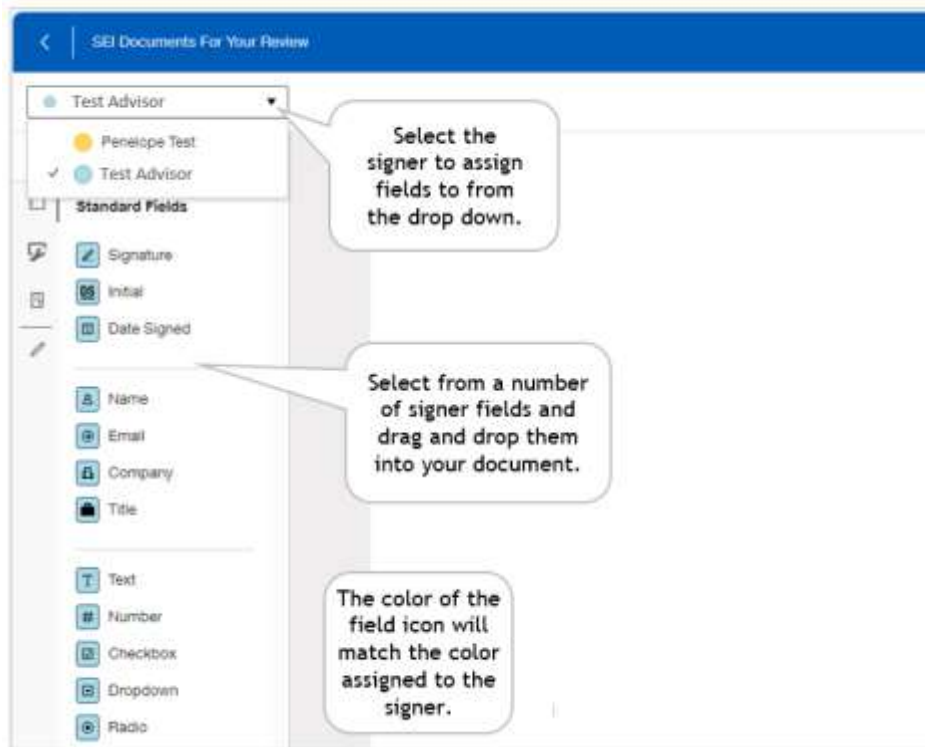 SEI Documents For Your Review
Test Advisor
Penelope Test
Test Advisor
Select the
signer to assign
fields to from
the drop down.
Standard Fields
Signature
DS Initial
Date Signed
Select from a number
of signer fields and
drag and drop them
into your document.
Name
Email
Company
Title
T Text
# Number
Checkbox
Dropdown
Radio
The color of the
field icon will
match the color
assigned to the
signer.